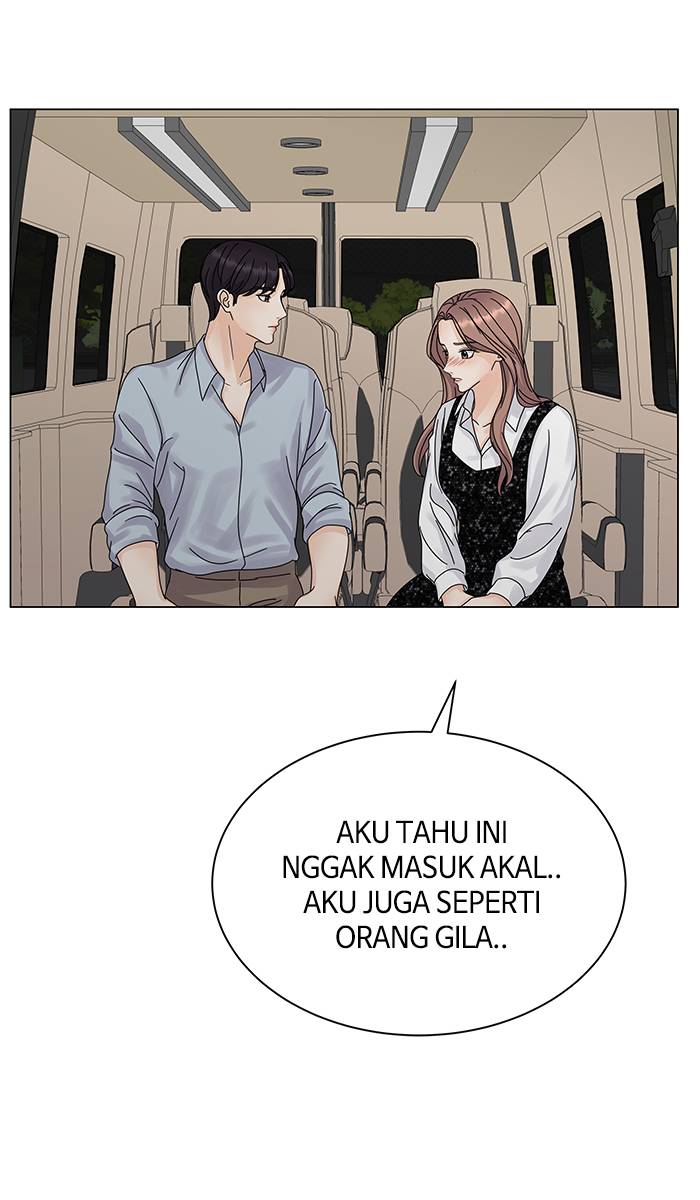 AKU TAHU INI
NGGAK MASUK AKAL..
AKU JUGA SEPERTI
ORANG GILA..